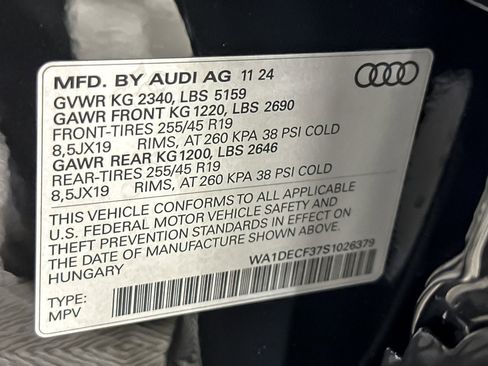 MFD. BY AUDI AG 11 24
GVWR KG 2340, LBS 5159
GAWR FRONT KG 1220, LBS 2690
FRONT-TIRES 255/45 R19
8,5JX19 RIMS, AT 260 KPA 38 PSI COLD
GAWR REAR KG1200, LBS 2646
REAR-TIRES 255/45 R19
8,5JX19 RIMS, AT 260 KPA 38 PSI COLD
THIS VEHICLE CONFORMS TO ALL APPLICABLE
U.S. FEDERAL MOTOR VEHICLE SAFETY AND
THEFT PREVENTION STANDARDS IN EFFECT ON
THE DATE OF MANUFACTURE SHOWN ABOVE.
HUNGARY
WA1DECF37S1026379
TYPE:
MPV